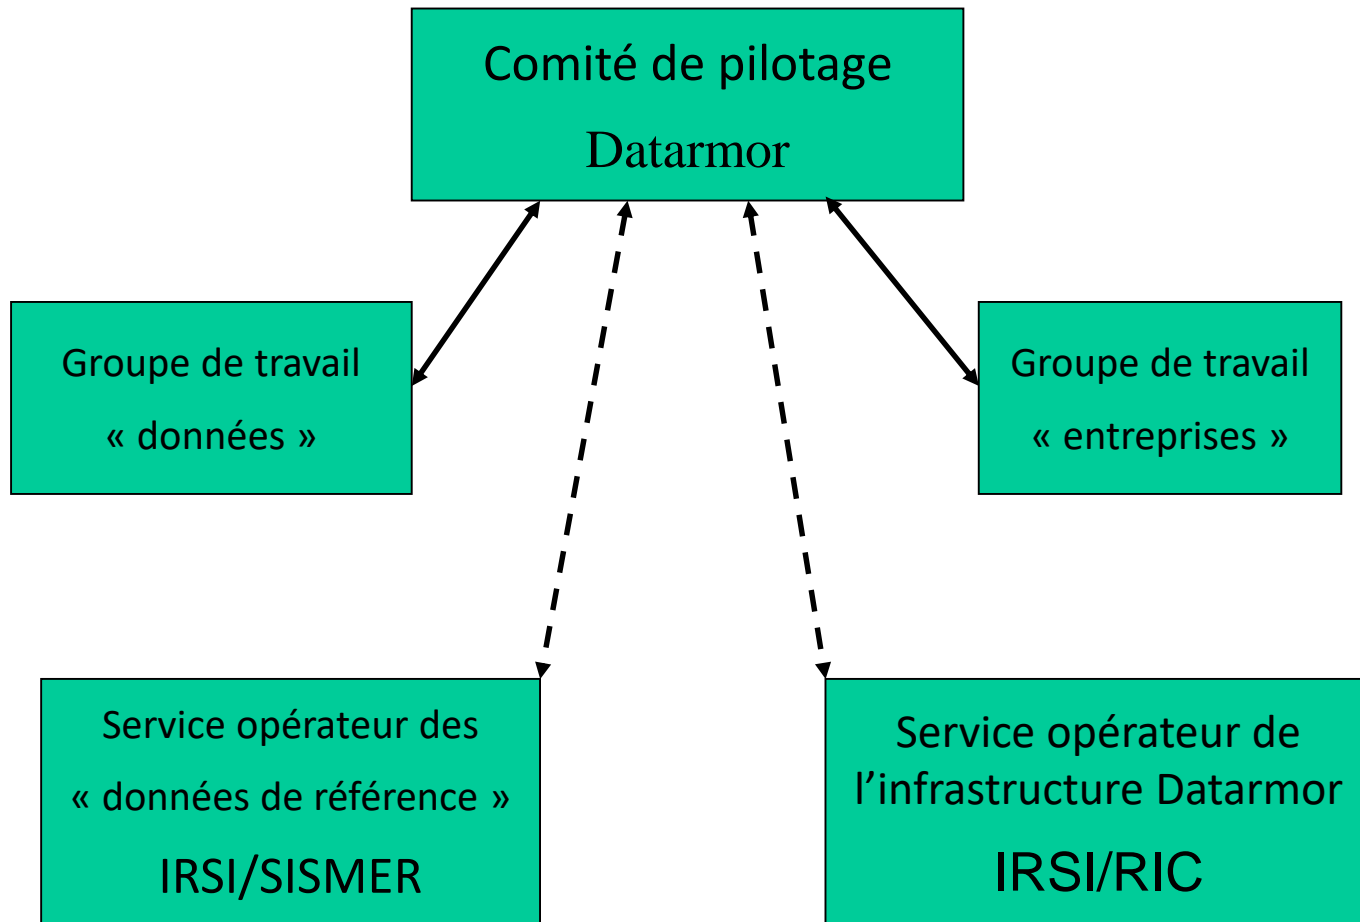 Comité de pilotage
Datarmor
Groupe de travail
« données »
Groupe de travail
« entreprises »
Service opérateur des
« données de référence »
IRSI/SISMER
Service opérateur de
l’infrastructure Datarmor
IRSI/RIC